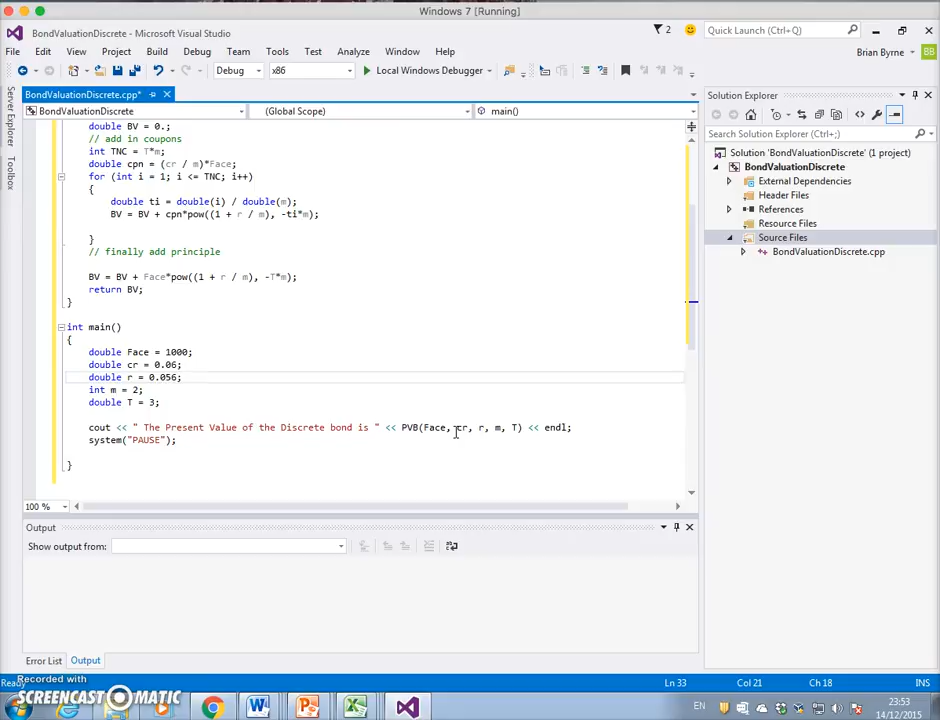 Windows 7 [Running]
BondValuationDiscrete - Microsoft Visual Studio
2
Quick Launch (Ctrl+Q)
File Edit View Project Build Debug Team Tools Test Analyze Window Help
Brian Byrne BB
Debug x86 Local Windows Debugger
BondValuationDiscrete.cpp*
BondValuationDiscrete (Global Scope) main()
Server Explorer
Toolbox
double BV = 0.;
// add in coupons
int TNC = T*m;
double cpn = (cr / m)*Face;
for (int i = 1; i <= TNC; i++)
{
double ti = double(i) / double(m);
BV = BV + cpn*pow((1 + r / m), -ti*m);
}
// finally add principle
BV = BV + Face*pow((1 + r / m), -T*m);
return BV;
}
int main()
{
double Face = 1000;
double cr = 0.06;
double r = 0.056;
int m = 2;
double T = 3;
cout << " The Present Value of the Discrete bond is " << PVB(Face, cr, r, m, T) << endl;
system("PAUSE");
}
100 %
Output
Show output from:
Error List Output
Solution Explorer
Search Solution Explorer (Ctrl+;)
Solution 'BondValuationDiscrete' (1 project)
BondValuationDiscrete
External Dependencies
Header Files
References
Resource Files
Source Files
BondValuationDiscrete.cpp
Ready Ln 33 Col 21 Ch 18 INS
Recorded with
SCREENCAST MATIC
EN
23:53
14/12/2015